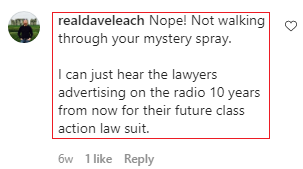 realdaveleach Nope! Not walking
through your mystery spray.
I can just hear the lawyers
advertising on the radio 10 years
from now for their future class
action law suit.
6w 1 like Reply